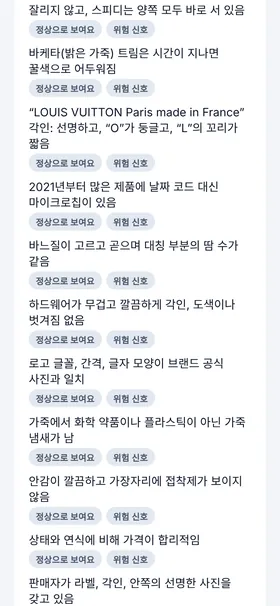 잘리지 않고, 스피디는 양쪽 모두 바로 서 있음
정상으로 보여요 위험 신호
바케타(밝은 가죽) 트림은 시간이 지나면
꿀색으로 어두워짐
정상으로 보여요 위험 신호
“LOUIS VUITTON Paris made in France”
각인: 선명하고, “O”가 둥글고, “L”의 꼬리가
짧음
정상으로 보여요 위험 신호
2021년부터 많은 제품에 날짜 코드 대신
마이크로칩이 있음
정상으로 보여요 위험 신호
바느질이 고르고 곧으며 대칭 부분의 땀 수가
같음
정상으로 보여요 위험 신호
하드웨어가 무겁고 깔끔하게 각인, 도색이나
벗겨짐 없음
정상으로 보여요 위험 신호
로고 글꼴, 간격, 글자 모양이 브랜드 공식
사진과 일치
정상으로 보여요 위험 신호
가죽에서 화학 약품이나 플라스틱이 아닌 가죽
냄새가 남
정상으로 보여요 위험 신호
안감이 깔끔하고 가장자리에 접착제가 보이지
않음
정상으로 보여요 위험 신호
상태와 연식에 비해 가격이 합리적임
정상으로 보여요 위험 신호
판매자가 라벨, 각인, 안쪽의 선명한 사진을
갖고 있음